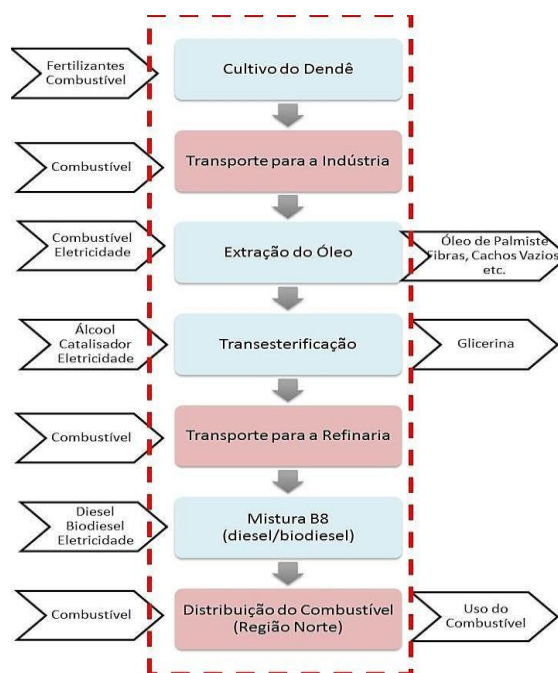 Fertilizantes
Combustível
Cultivo do Dendê
Combustível
Transporte para a Indústria
Combustível
Eletricidade
Extração do Óleo
Óleo de Palmiste
Fibras, Cachos Vazios
etc.
Álcool
Catalisador
Eletricidade
Transesterificação
Glicerina
Combustível
Transporte para a Refinaria
Diesel
Biodiesel
Eletricidade
Mistura B8
(diesel/biodiesel)
Combustível
Distribuição do Combustível
(Região Norte)
Uso do
Combustível